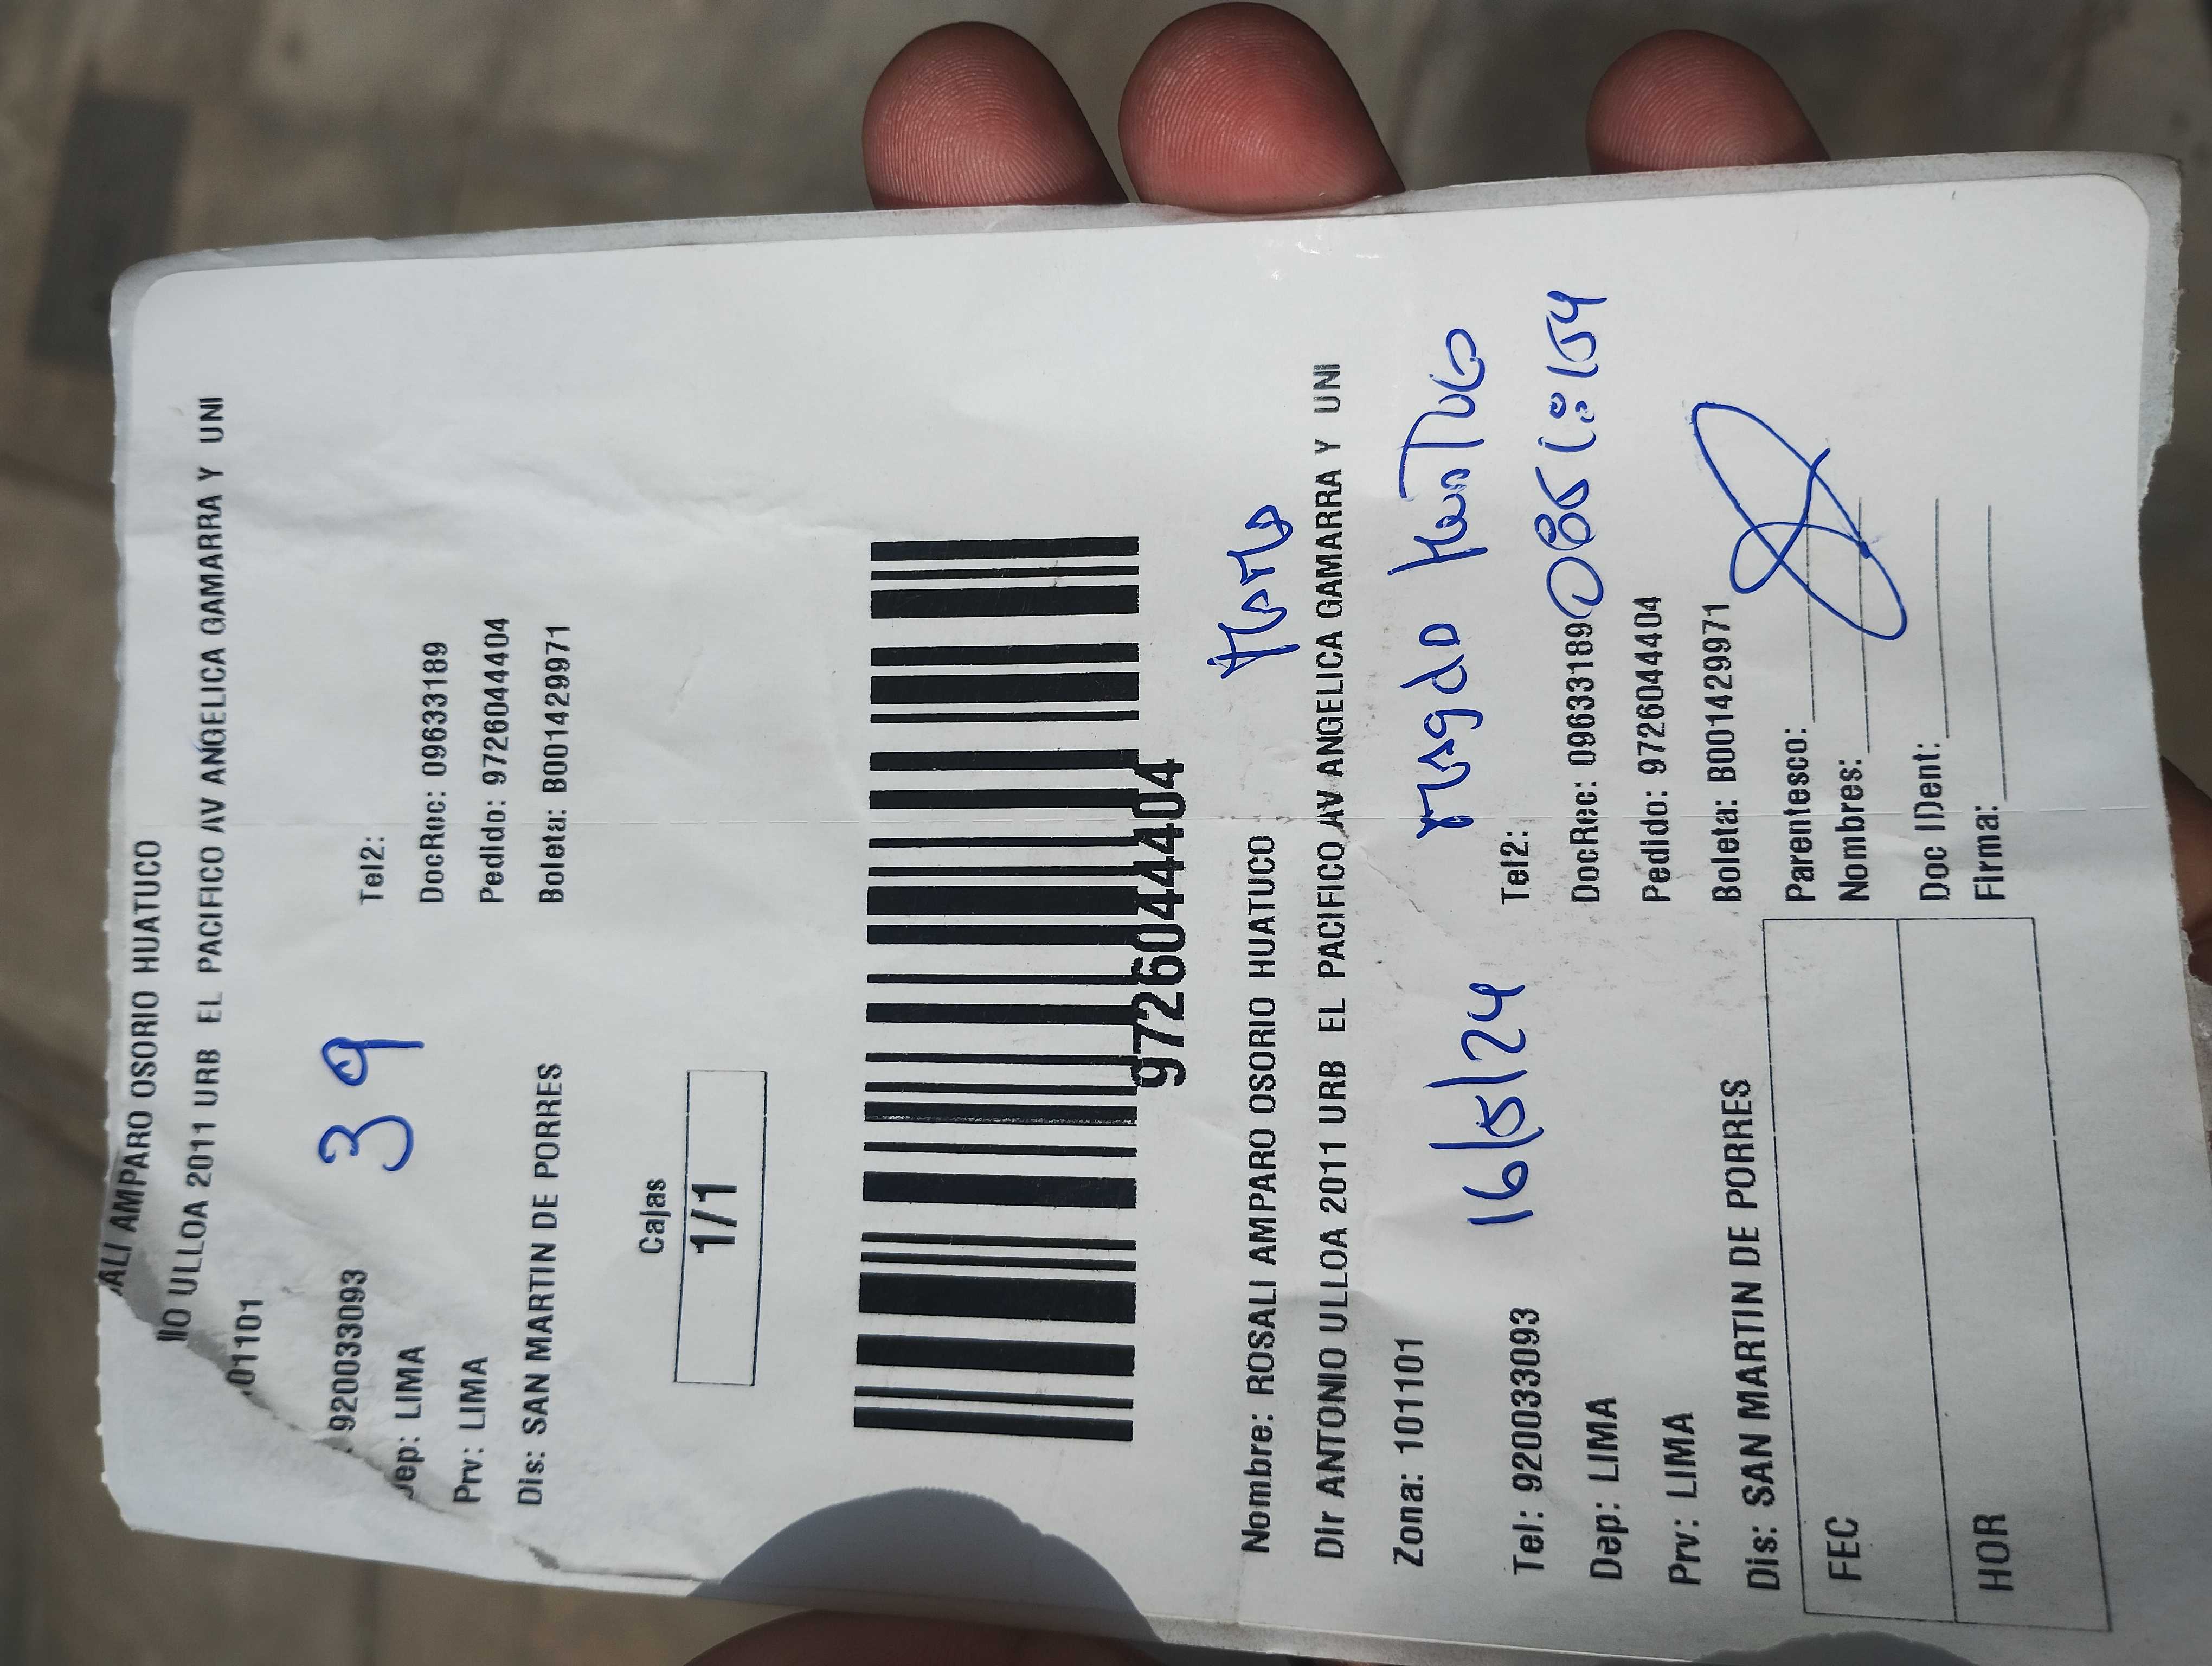 ALI AMPARO OSORIO HUATUCO
IO ULLOA 2011 URB EL PACIFICO AV ANGELICA GAMARRA Y UNI
101101
920033093
Tel2:
39
Dep: LIMA
DocRec: 09633189
Prv: LIMA
Pedido: 972604404
Dis: SAN MARTIN DE PORRES
Boleta: B001429971
Cajas
1/1
9726044404
Nombre: ROSALI AMPARO OSORIO HUATUCO
Dir ANTONIO ULLOA 2011 URB EL PACIFICO AV ANGELICA GAMARRA Y UNI
Zona: 101101
16/5/24
Tel: 920033093
Tel2:
Dep: LIMA
DocRec: 09633189
Prv: LIMA
Pedido: 9726044404
Dis: SAN MARTIN DE PORRES
Boleta: B001429971
FEC
HOR
Parentesco:
Nombres:
Doc IDent:
Firma: